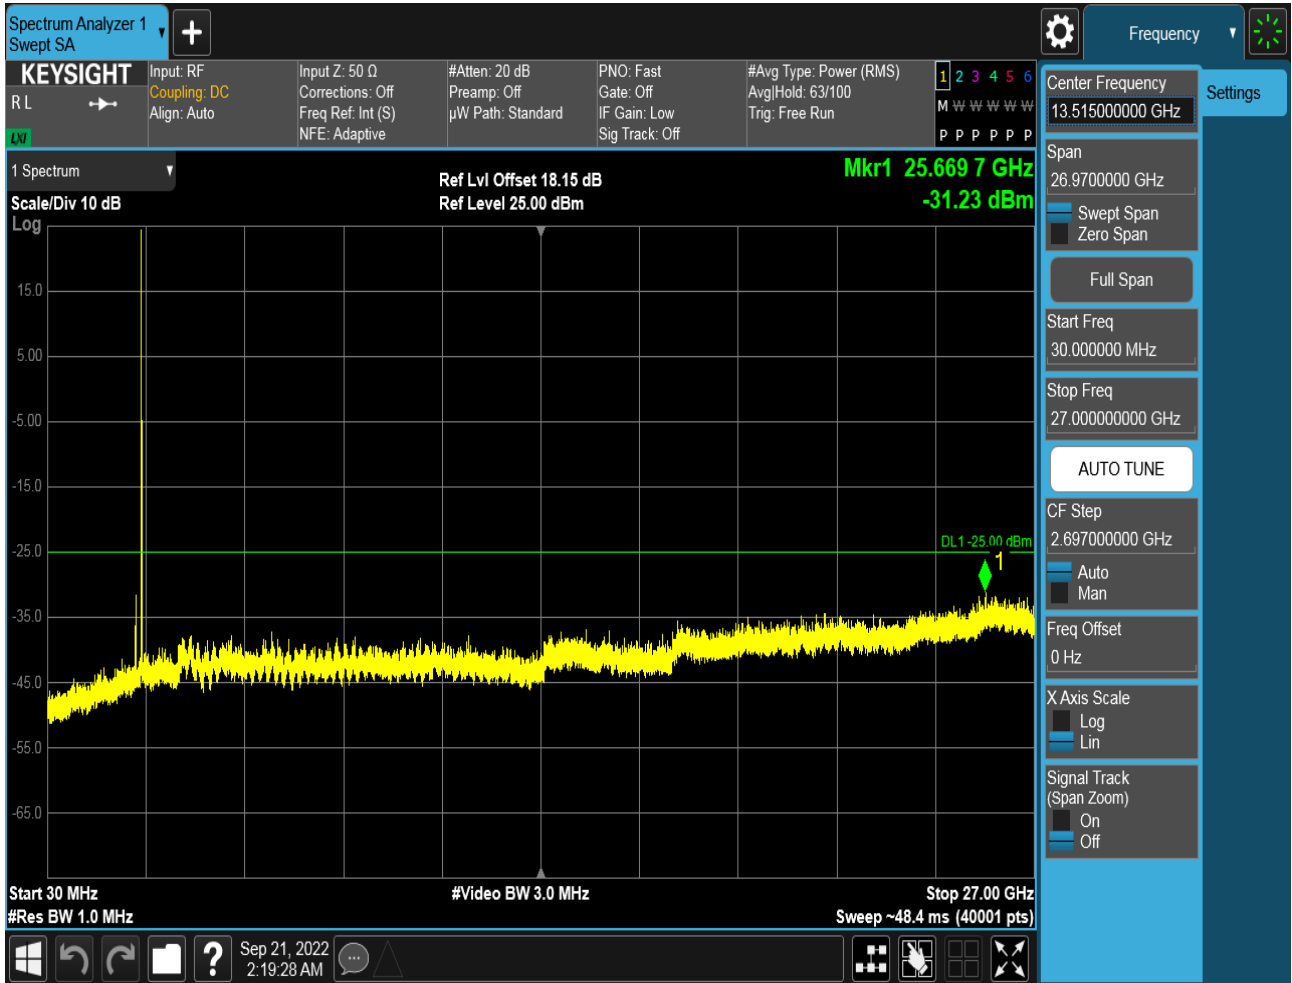 Spectrum Analyzer 1
Swept SA
Frequency
KEYSIGHT
R L
LXI
Input: RF
Coupling: DC
Align: Auto
Input Z: 50 Ω
Corrections: Off
Freq Ref: Int (S)
NFE: Adaptive
#Atten: 20 dB
Preamp: Off
µW Path: Standard
PNO: Fast
Gate: Off
IF Gain: Low
Sig Track: Off
#Avg Type: Power (RMS)
Avg|Hold: 63/100
Trig: Free Run
1 2 3 4 5 6
M W W W W W
P P P P P P
1 Spectrum
Scale/Div 10 dB
Log
Ref Lvl Offset 18.15 dB
Ref Level 25.00 dBm
Mkr1 25.669 7 GHz
-31.23 dBm
15.0
5.00
-5.00
-15.0
-25.0
-35.0
-45.0
-55.0
-65.0
DL1 -25.00 dBm
1
Start 30 MHz
#Res BW 1.0 MHz
#Video BW 3.0 MHz
Stop 27.00 GHz
Sweep ~48.4 ms (40001 pts)
Sep 21, 2022
2:19:28 AM
Center Frequency
13.515000000 GHz
Span
26.9700000 GHz
Swept Span
Zero Span
Full Span
Start Freq
30.000000 MHz
Stop Freq
27.000000000 GHz
AUTO TUNE
CF Step
2.697000000 GHz
Auto
Man
Freq Offset
0 Hz
X Axis Scale
Log
Lin
Signal Track
(Span Zoom)
On
Off
Settings